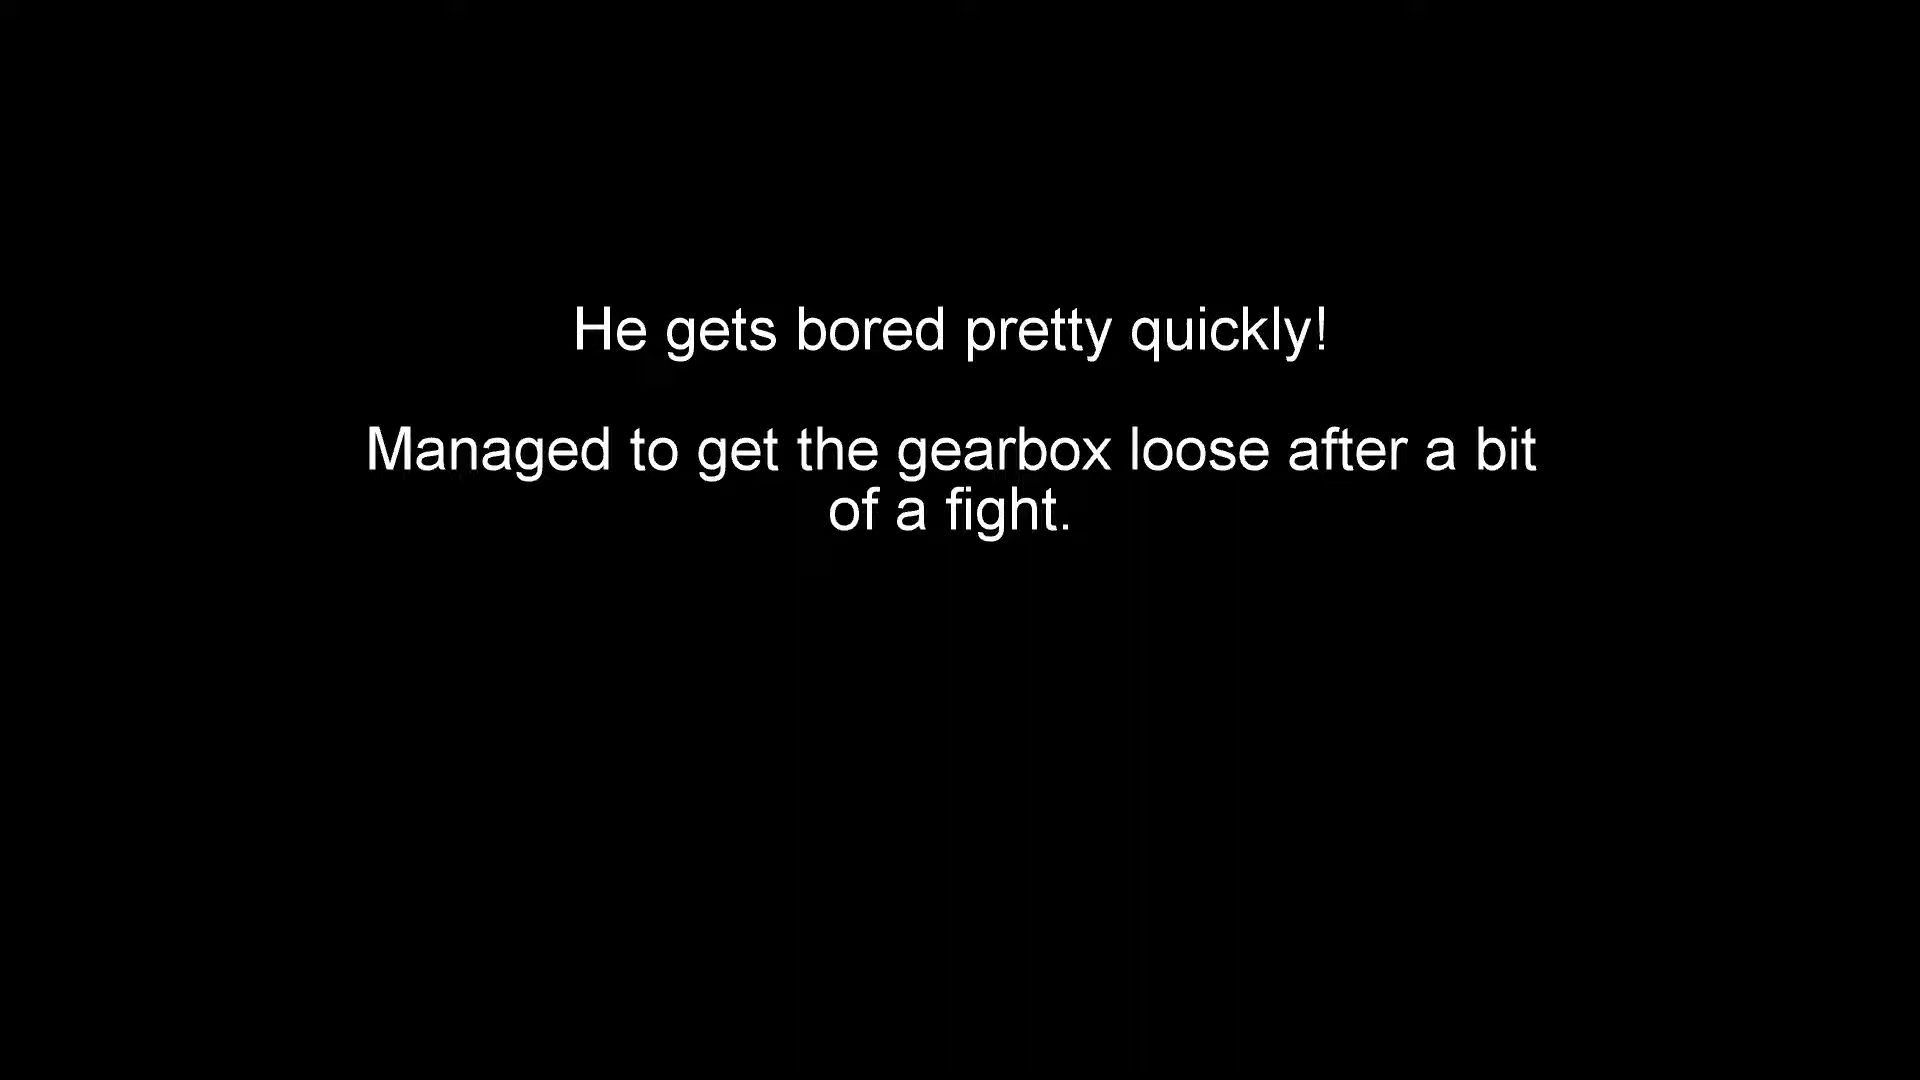 He gets bored pretty quickly!
Managed to get the gearbox loose after a bit
of a fight.